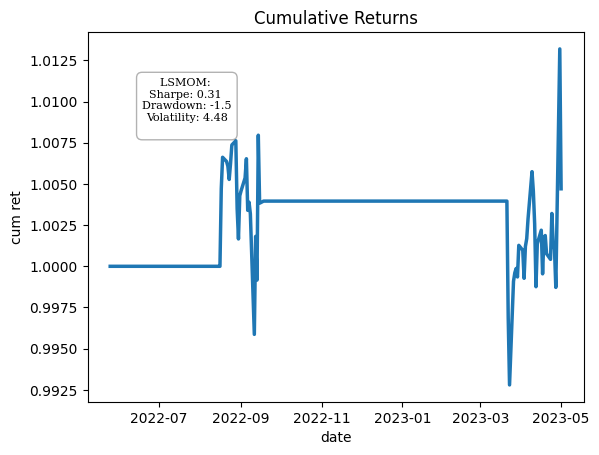 Cumulative Returns
1.0125
1.0100
1.0075
1.0050
1.0025
1.0000
0.9975
0.9950
0.9925
cum ret
LSMOM:
Sharpe: 0.31
Drawdown: -1.5
Volatility: 4.48
2022-07 2022-09 2022-11 2023-01 2023-03 2023-05
date